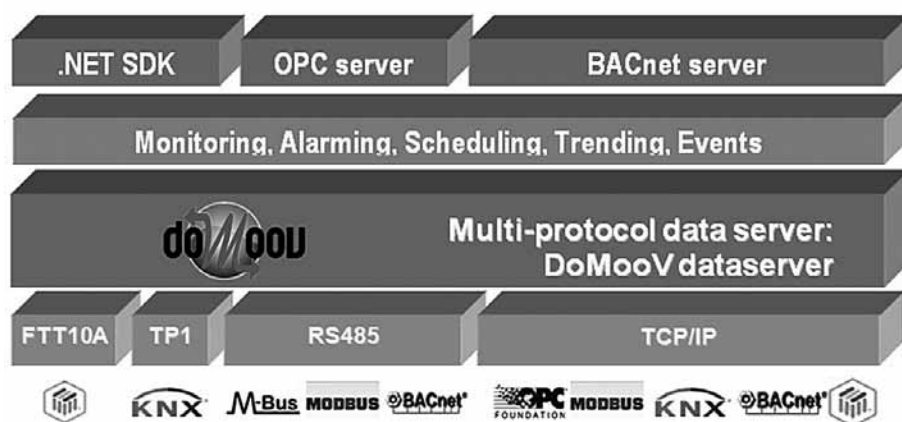 .NET SDK
OPC server
BACnet server
Monitoring, Alarming, Scheduling, Trending, Events
doMooV
Multi-protocol data server:
DoMooV dataserver
FTT10A
TP1
RS485
TCP/IP
KNX
M-Bus
MODBUS
BACnet
OPC
FOUNDATION
MODBUS
KNX
BACnet